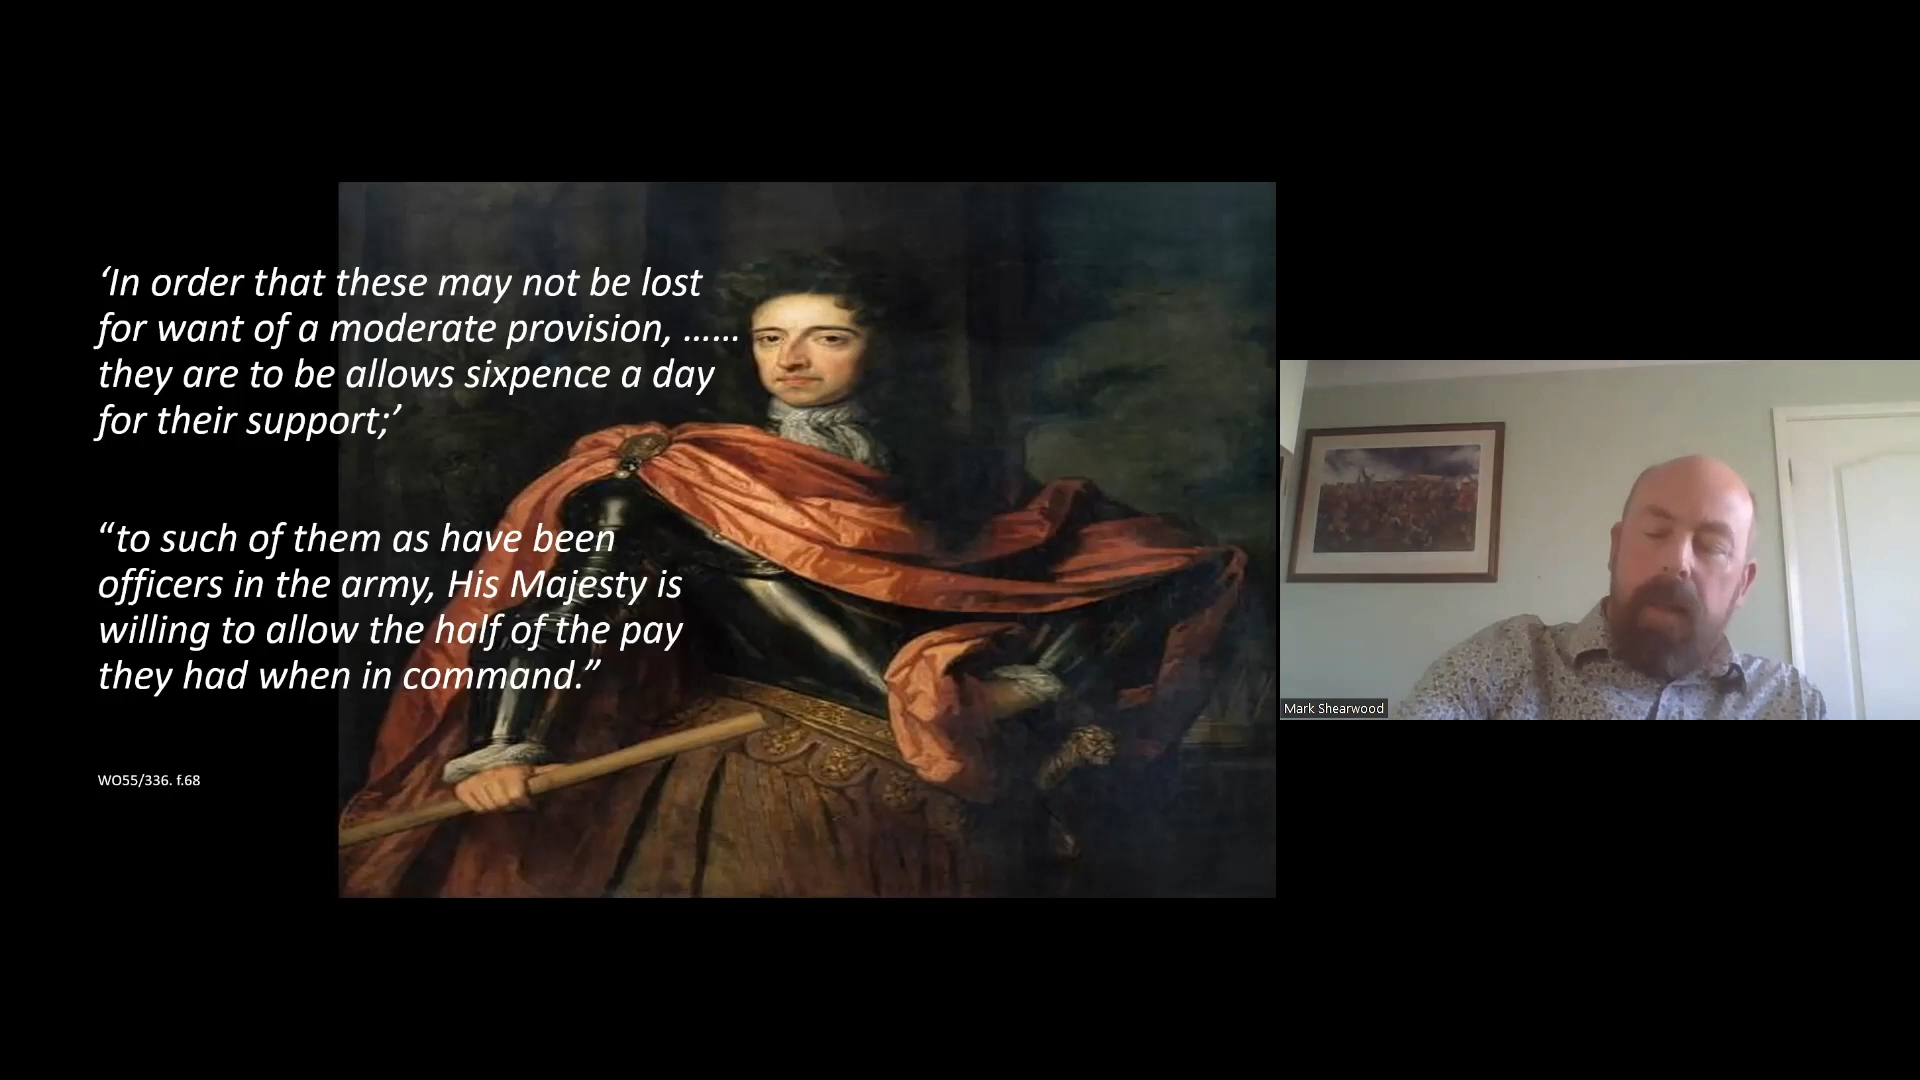 ‘In order that these may not be lost
for want of a moderate provision, ……
they are to be allows sixpence a day
for their support;’
“to such of them as have been
officers in the army, His Majesty is
willing to allow the half of the pay
they had when in command.”
WO55/336. f.68
Mark Shearwood